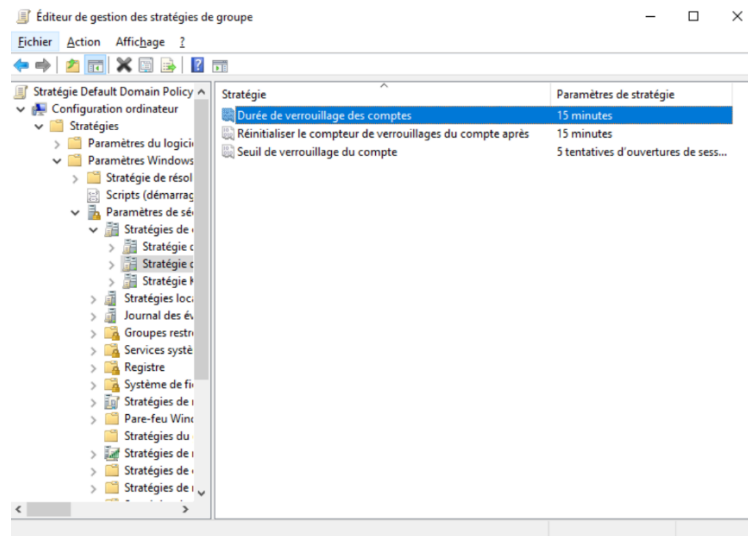 Éditeur de gestion des stratégies de groupe
Fichier Action Affichage ?
Stratégie Default Domain Policy
Configuration ordinateur
Stratégies
Paramètres du logici
Paramètres Windows
Stratégie de résol
Scripts (démarrag
Paramètres de sé
Stratégies de
Stratégie
Stratégie
Stratégie
Stratégies loc
Journal des év
Groupes restr
Services systè
Registre
Système de fi
Stratégies de
Pare-feu Wind
Stratégies du
Stratégies de
Stratégies de
Stratégies de
Stratégie Paramètres de stratégie
Durée de verrouillage des comptes 15 minutes
Réinitialiser le compteur de verrouillages du compte après 15 minutes
Seuil de verrouillage du compte 5 tentatives d'ouvertures de sess...